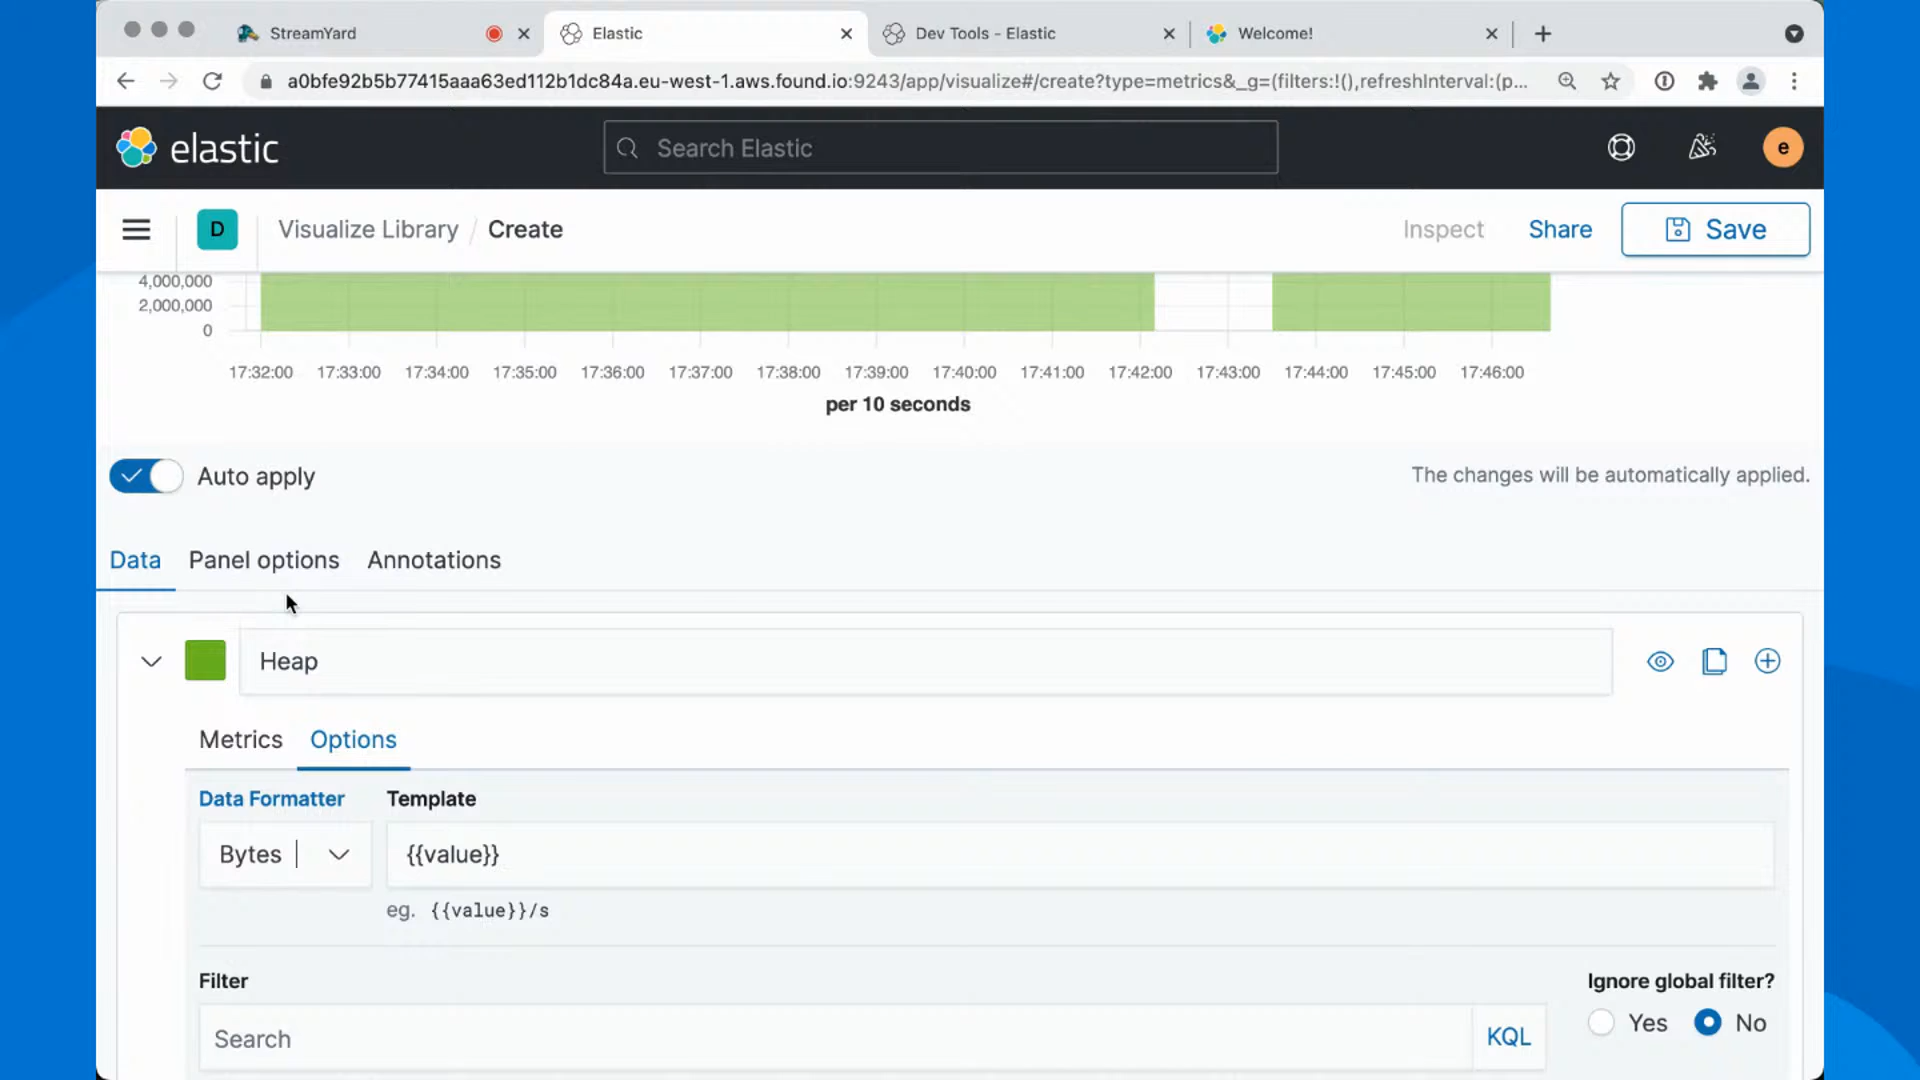 StreamYard
Elastic
Dev Tools - Elastic
Welcome!
a0bfe92b5b77415aaa63ed112b1dc84a.eu-west-1.aws.found.io:9243/app/visualize#/create?type=metrics&_g=(filters:!(),refreshInterval:(p...
elastic
Search Elastic
e
D
Visualize Library / Create
Inspect
Share
Save
4,000,000
2,000,000
0
17:32:00 17:33:00 17:34:00 17:35:00 17:36:00 17:37:00 17:38:00 17:39:00 17:40:00 17:41:00 17:42:00 17:43:00 17:44:00 17:45:00 17:46:00
per 10 seconds
Auto apply
The changes will be automatically applied.
Data Panel options Annotations
Heap
Metrics Options
Data Formatter Template
Bytes {{value}}
eg. {{value}}/s
Filter Ignore global filter?
Search KQL Yes No